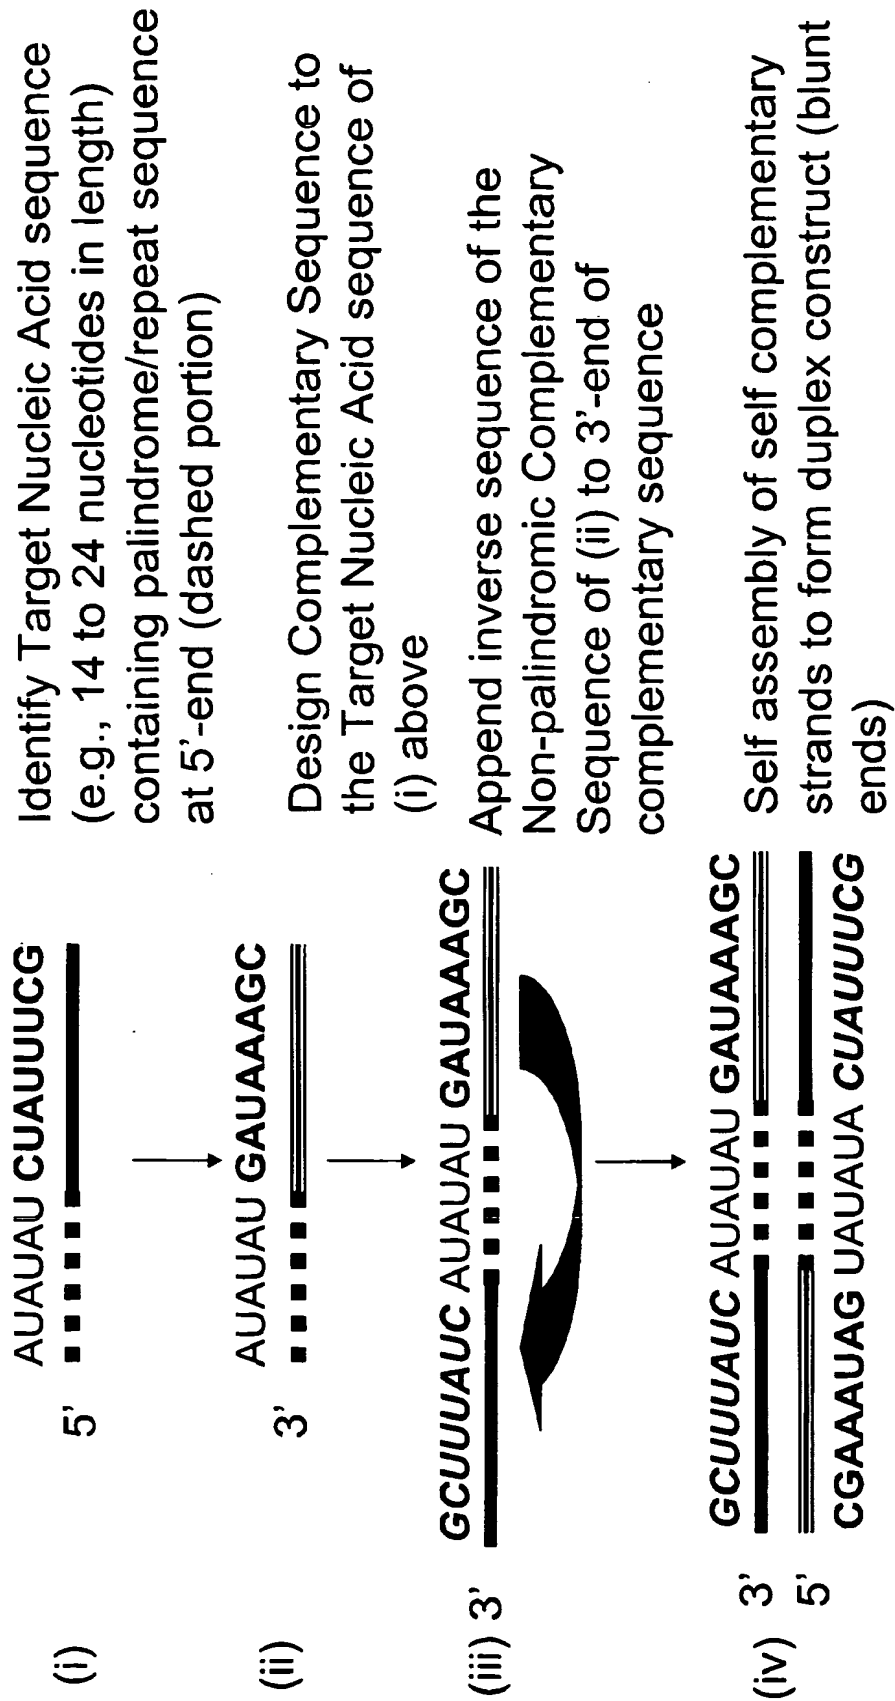 (i)
AUAUAU CUAUUUCG
5'
Identify Target Nucleic Acid sequence
(e.g., 14 to 24 nucleotides in length)
containing palindrome/repeat sequence
at 5'-end (dashed portion)
(ii)
AUAUAU GAUAAAGC
3'
Design Complementary Sequence to
the Target Nucleic Acid sequence of
(i) above
GCUUUAUC AUAUAU GAUAAAGC
(iii) 3'
Append inverse sequence of the
Non-palindromic Complementary
Sequence of (ii) to 3'-end of
complementary sequence
GCUUUAUC AUAUAU GAUAAAGC
3'
(iv)
5'
CGAAAUAG UAUAUA CUAUUUCG
Self assembly of self complementary
strands to form duplex construct (blunt
ends)